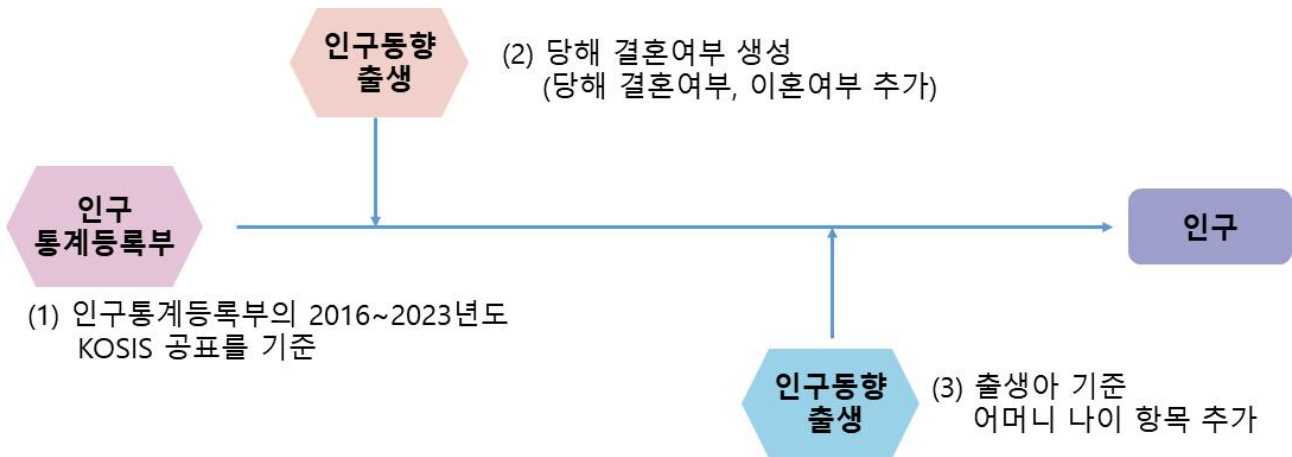 인구동향
출생
(2) 당해 결혼여부 생성
(당해 결혼여부, 이혼여부 추가)
인구
통계등록부
인구
(1) 인구통계등록부의 2016~2023년도
KOSIS 공표를 기준
인구동향
출생
(3) 출생아 기준
어머니 나이 항목 추가